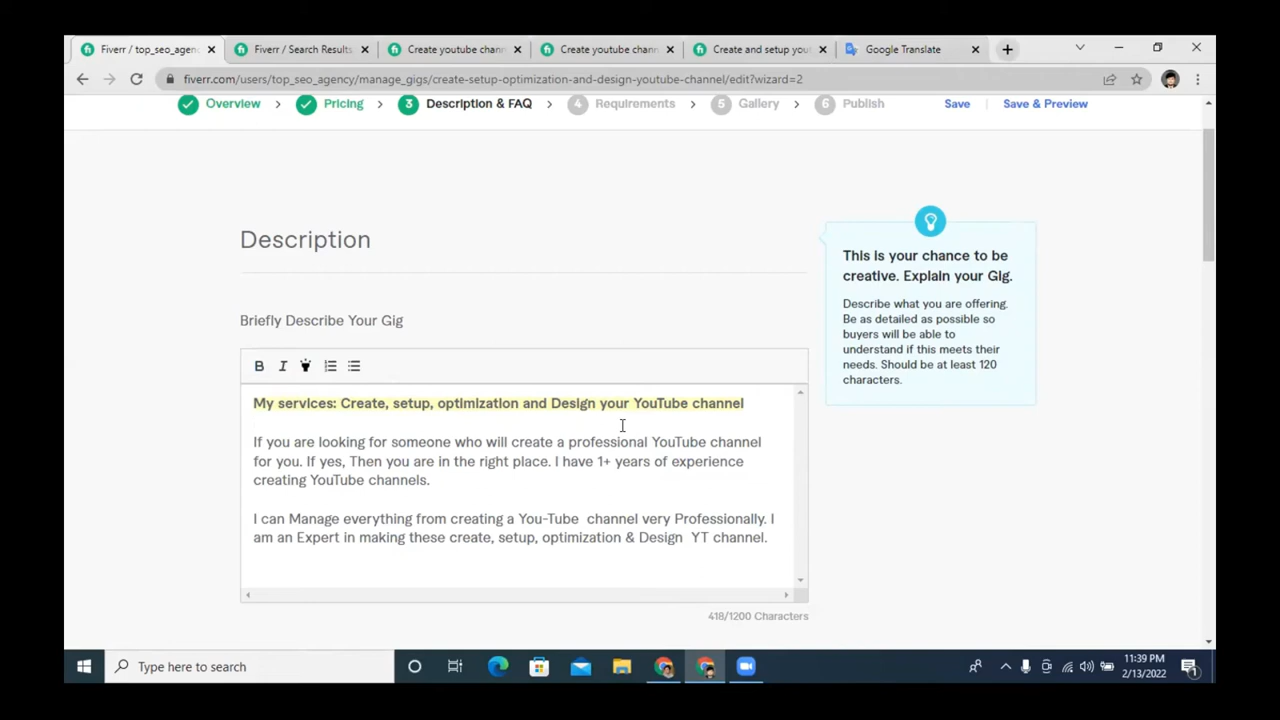 Fiverr / top_seo_agen
Fiverr / Search Results
Create youtube chann
Create youtube chann
Create and setup you
Google Translate
fiverr.com/users/top_seo_agency/manage_gigs/create-setup-optimization-and-design-youtube-channel/edit?wizard=2
Overview
Pricing
3 Description & FAQ
4 Requirements
5 Gallery
6 Publish
Save
Save & Preview
Description
Briefly Describe Your Gig
B I
My services: Create, setup, optimization and Design your YouTube channel
If you are looking for someone who will create a professional YouTube channel
for you. If yes, Then you are in the right place. I have 1+ years of experience
creating YouTube channels.
I can Manage everything from creating a You-Tube  channel very Professionally. I
am an Expert in making these create, setup, optimization & Design  YT channel.
418/1200 Characters
This is your chance to be
creative. Explain your Gig.
Describe what you are offering.
Be as detailed as possible so
buyers will be able to
understand if this meets their
needs. Should be at least 120
characters.
Type here to search
11:39 PM
2/13/2022
1